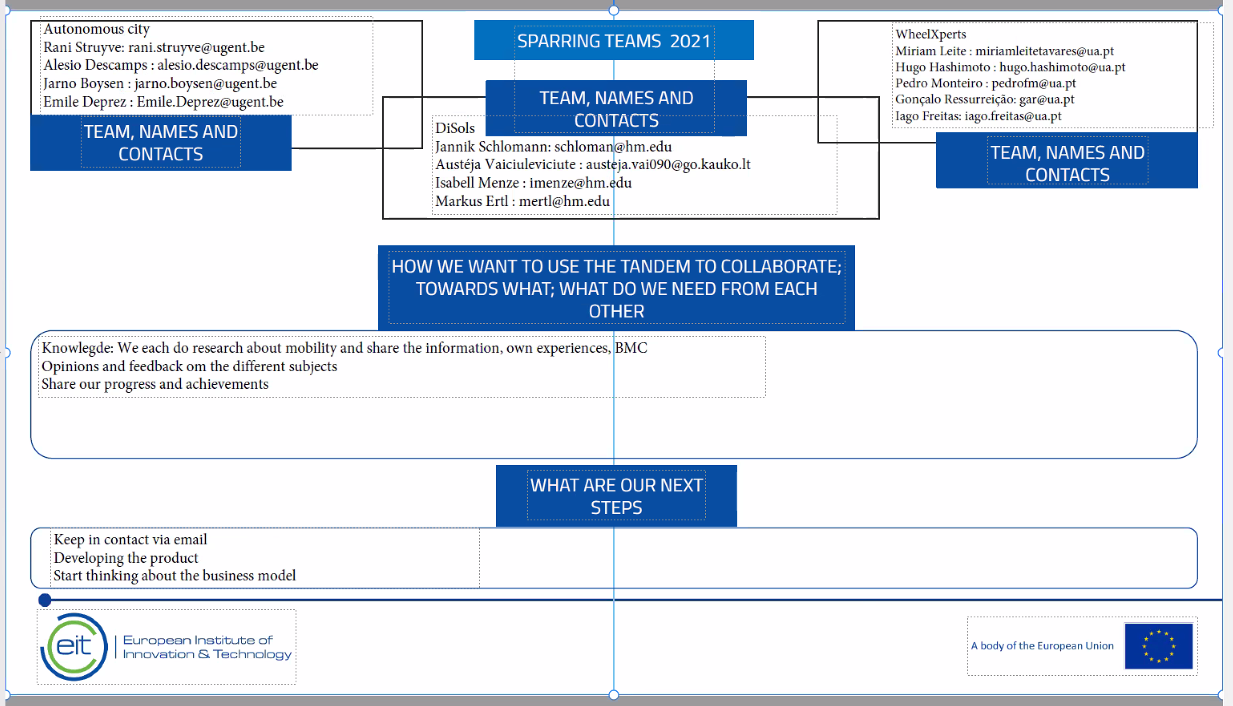 Autonomous city
Rani Struyve: rani.struyve@ugent.be
Alesio Descamps : alesio.descamps@ugent.be
Jarno Boysen : jarno.boysen@ugent.be
Emile Deprez : Emile.Deprez@ugent.be
TEAM, NAMES AND
CONTACTS
SPARRING TEAMS 2021
TEAM, NAMES AND
CONTACTS
DiSols
Jannik Schlomann: schloman@hm.edu
Austéja Vaiciuleviciute : austeja.vai090@go.kauko.lt
Isabell Menze : imenze@hm.edu
Markus Ertl : mertl@hm.edu
WheelXperts
Miriam Leite : miriamleitetavares@ua.pt
Hugo Hashimoto : hugo.hashimoto@ua.pt
Pedro Monteiro : pedrofm@ua.pt
Gonçalo Ressurreição: gar@ua.pt
Iago Freitas: iago.freitas@ua.pt
TEAM, NAMES AND
CONTACTS
HOW WE WANT TO USE THE TANDEM TO COLLABORATE;
TOWARDS WHAT; WHAT DO WE NEED FROM EACH
OTHER
Knowlegde: We each do research about mobility and share the information, own experiences, BMC
Opinions and feedback om the different subjects
Share our progress and achievements
WHAT ARE OUR NEXT
STEPS
Keep in contact via email
Developing the product
Start thinking about the business model
eit
European Institute of
Innovation & Technology
A body of the European Union